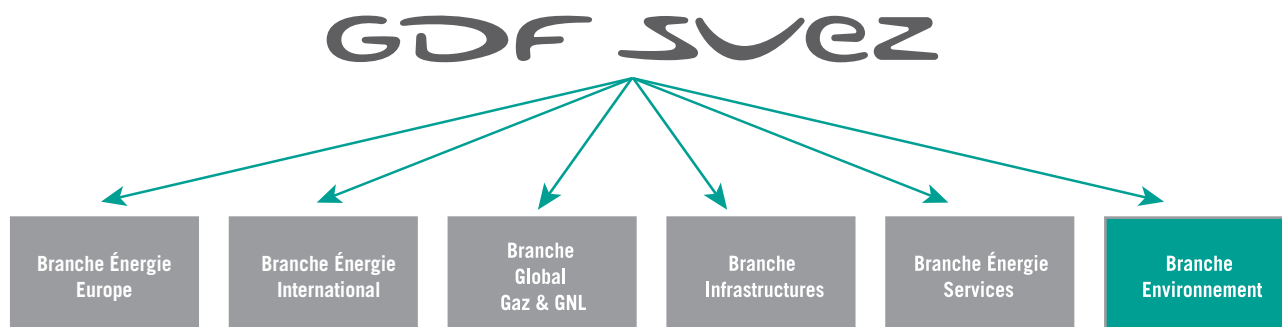 GDF SUEZ
Branche Énergie
Europe
Branche Énergie
International
Branche
Global
Gaz & GNL
Branche
Infrastructures
Branche Énergie
Services
Branche
Environnement